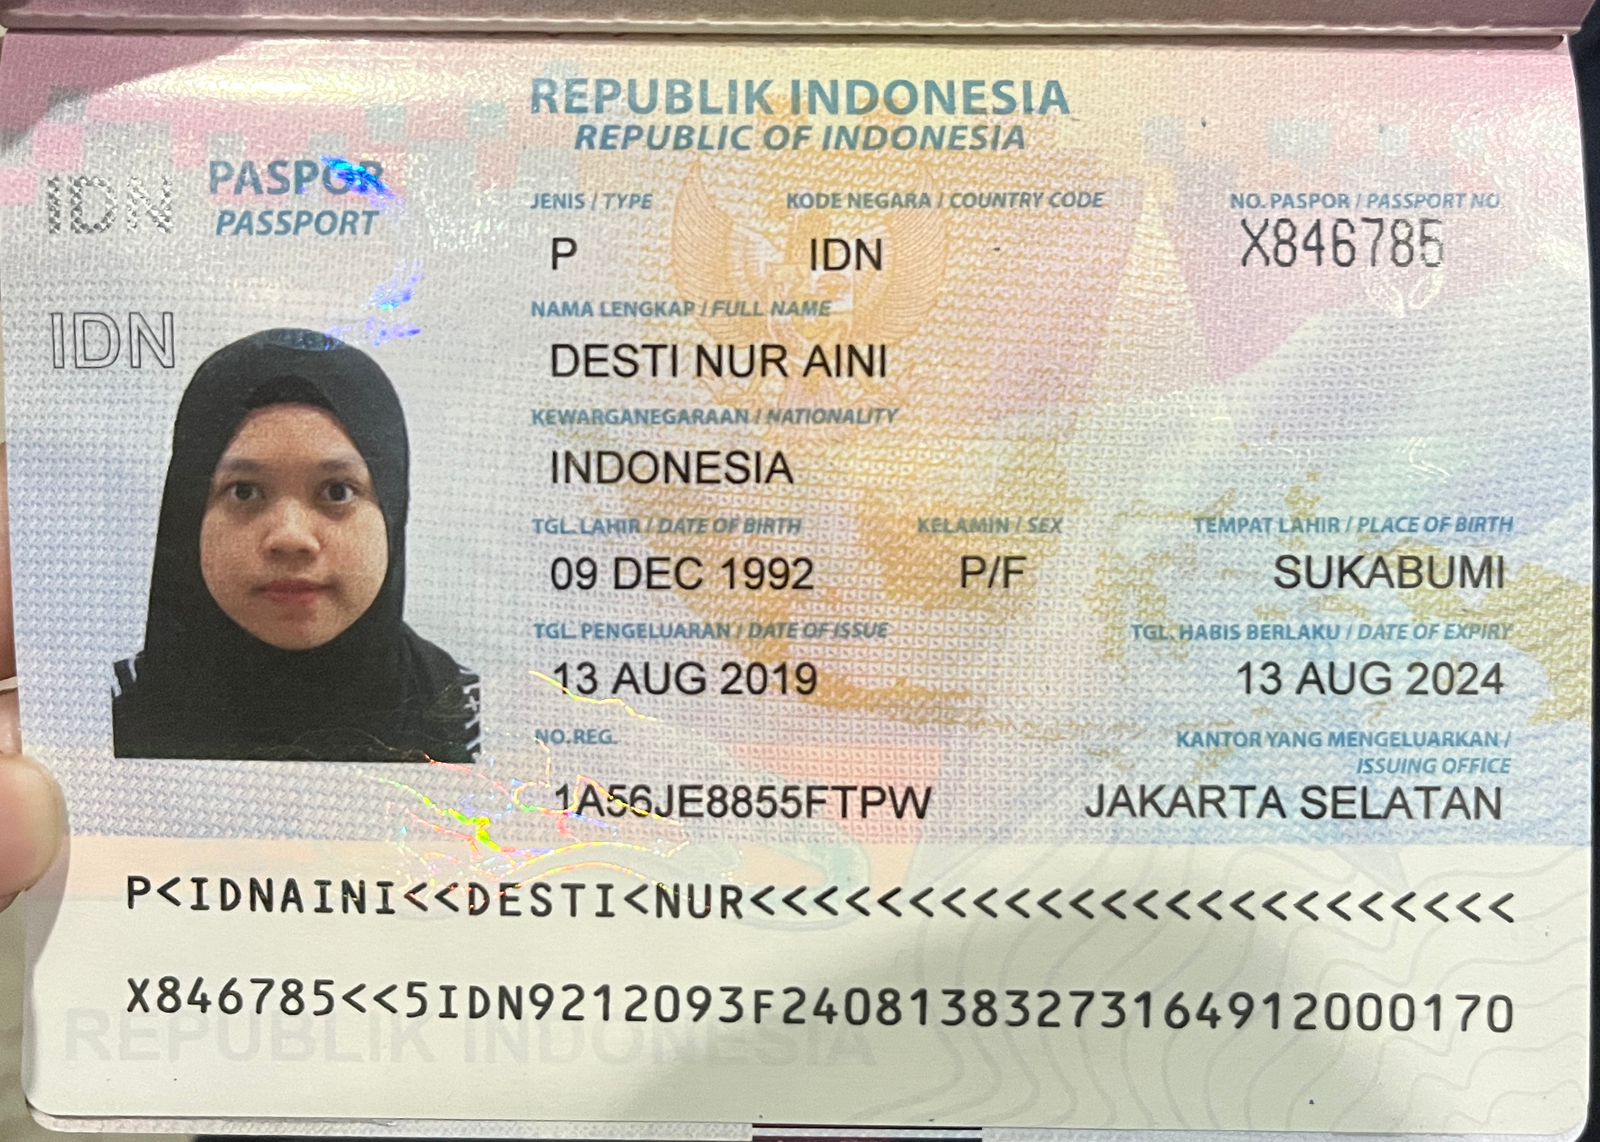 REPUBLIK INDONESIA
REPUBLIC OF INDONESIA
IDN
PASPOR
PASSPORT
JENIS / TYPE KODE NEGARA / COUNTRY CODE NO. PASPOR / PASSPORT NO.
P IDN X846785
NAMA LENGKAP / FULL NAME
IDN
DESTI NUR AINI
KEWARGANEGARAAN / NATIONALITY
INDONESIA
TGL. LAHIR / DATE OF BIRTH KELAMIN / SEX TEMPAT LAHIR / PLACE OF BIRTH
09 DEC 1992 P/F SUKABUMI
TGL. PENGELUARAN / DATE OF ISSUE TGL. HABIS BERLAKU / DATE OF EXPIRY
13 AUG 2019 13 AUG 2024
NO. REG. KANTOR YANG MENGELUARKAN /
ISSUING OFFICE
1A56JE8855FTPW JAKARTA SELATAN
P<IDNAINI<<DESTI<NUR<<<<<<<<<<<<<<<<<<<<<<<<
X846785<<5IDN9212093F2408138327316491200 0170
REPUBLIK INDONESIA